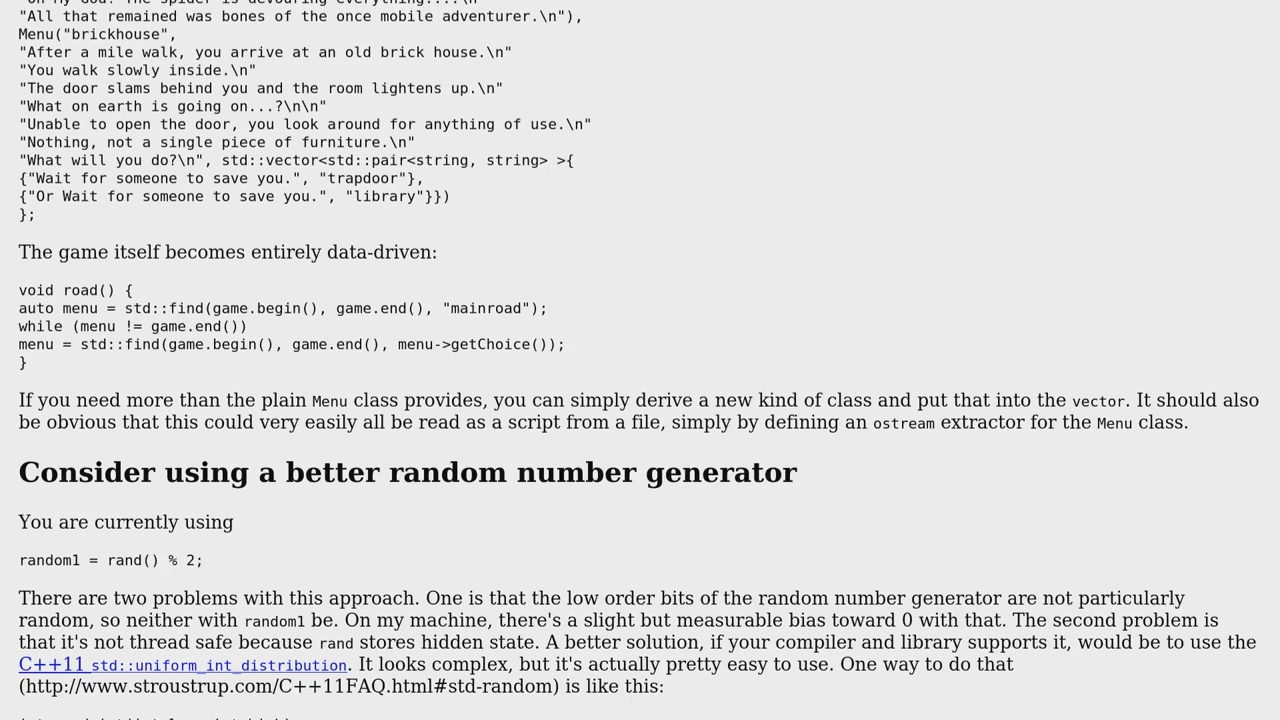 "All that remained was bones of the once mobile adventurer.\n"),
Menu("brickhouse",
"After a mile walk, you arrive at an old brick house.\n"
"You walk slowly inside.\n"
"The door slams behind you and the room lightens up.\n"
"What on earth is going on...?\n\n"
"Unable to open the door, you look around for anything of use.\n"
"Nothing, not a single piece of furniture.\n"
"What will you do?\n", std::vector<std::pair<string, string> >{
{"Wait for someone to save you.", "trapdoor"},
{"Or Wait for someone to save you.", "library"}})
};
The game itself becomes entirely data-driven:
void road() {
auto menu = std::find(game.begin(), game.end(), "mainroad");
while (menu != game.end())
menu = std::find(game.begin(), game.end(), menu->getChoice());
}
If you need more than the plain Menu class provides, you can simply derive a new kind of class and put that into the vector. It should also
be obvious that this could very easily all be read as a script from a file, simply by defining an ostream extractor for the Menu class.
Consider using a better random number generator
You are currently using
random1 = rand() % 2;
There are two problems with this approach. One is that the low order bits of the random number generator are not particularly
random, so neither with random1 be. On my machine, there's a slight but measurable bias toward 0 with that. The second problem is
that it's not thread safe because rand stores hidden state. A better solution, if your compiler and library supports it, would be to use the
C++11 std::uniform_int_distribution. It looks complex, but it's actually pretty easy to use. One way to do that
(http://www.stroustrup.com/C++11FAQ.html#std-random) is like this: